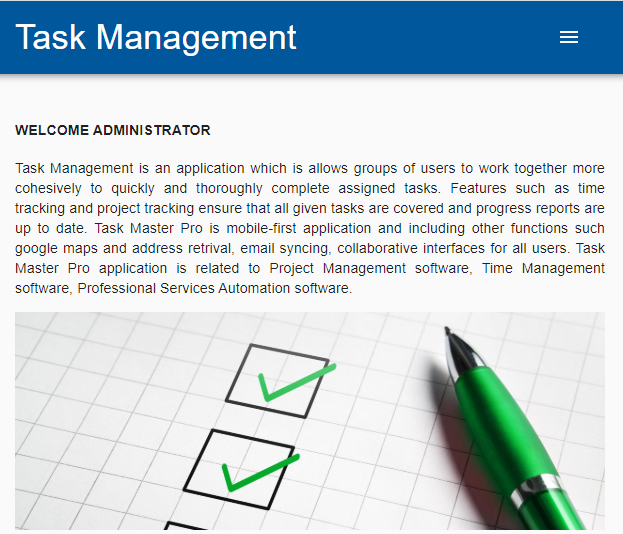 Task Management
WELCOME ADMINISTRATOR
Task Management is an application which is allows groups of users to work together more
cohesively to quickly and thoroughly complete assigned tasks. Features such as time
tracking and project tracking ensure that all given tasks are covered and progress reports are
up to date. Task Master Pro is mobile-first application and including other functions such
google maps and address retrival, email syncing, collaborative interfaces for all users. Task
Master Pro application is related to Project Management software, Time Management
software, Professional Services Automation software.